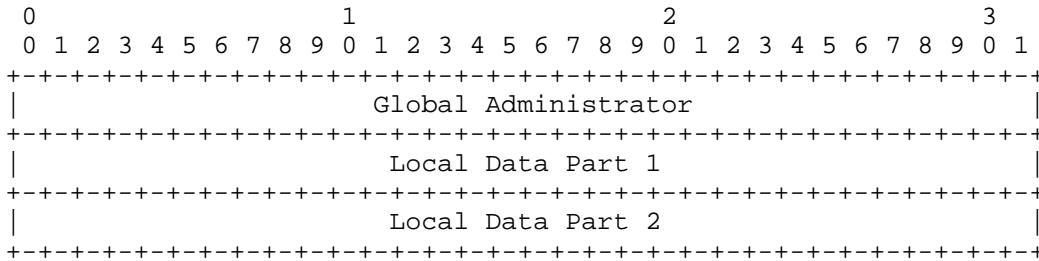 0                   1                   2                   3
 0 1 2 3 4 5 6 7 8 9 0 1 2 3 4 5 6 7 8 9 0 1 2 3 4 5 6 7 8 9 0 1
+-+-+-+-+-+-+-+-+-+-+-+-+-+-+-+-+-+-+-+-+-+-+-+-+-+-+-+-+-+-+-+-+
|                      Global Administrator                     |
+-+-+-+-+-+-+-+-+-+-+-+-+-+-+-+-+-+-+-+-+-+-+-+-+-+-+-+-+-+-+-+-+
|                       Local Data Part 1                       |
+-+-+-+-+-+-+-+-+-+-+-+-+-+-+-+-+-+-+-+-+-+-+-+-+-+-+-+-+-+-+-+-+
|                       Local Data Part 2                       |
+-+-+-+-+-+-+-+-+-+-+-+-+-+-+-+-+-+-+-+-+-+-+-+-+-+-+-+-+-+-+-+-+